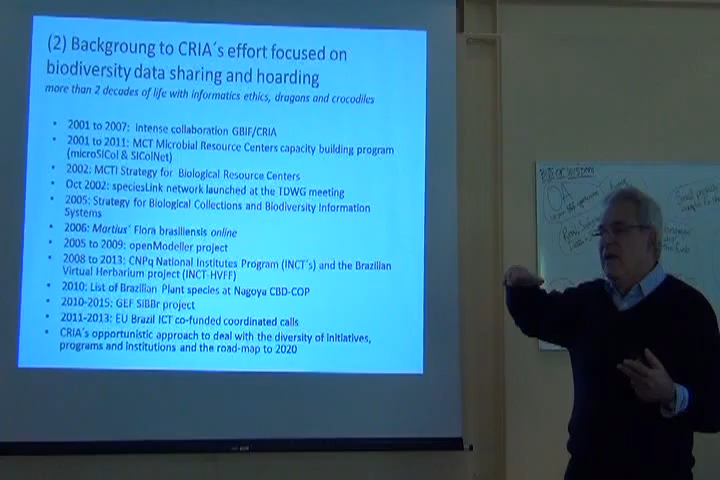 (2) Backgroung to CRIA´s effort focused on
biodiversity data sharing and hoarding
more than 2 decades of life with informatics ethics, dragons and crocodiles
• 2001 to 2007: Intense collaboration GBIF/CRIA
• 2001 to 2011: MCT Microbial Resource Centers capacity building program
(microSiCol & SIColNet)
• 2002: MCTI Strategy for Biological Resource Centers
• Oct 2002: speciesLink network launched at the TDWG meeting
• 2005: Strategy for Biological Collections and Biodiversity Information
Systems
• 2006: Martius´ Flora brasiliensis online
• 2005 to 2009: openModeller project
• 2008 to 2013: CNPq National Institutes Program (INCT´s) and the Brazilian
Virtual Herbarium project (INCT-HVFF)
• 2010: List of Brazilian Plant species at Nagoya CBD-COP
• 2010-2015: GEF SiBBr project
• 2011-2013: EU Brazil ICT co-funded coordinated calls
• CRIA´s opportunistic approach to deal with the diversity of initiatives,
programs and institutions and the road-map to 2020
OA